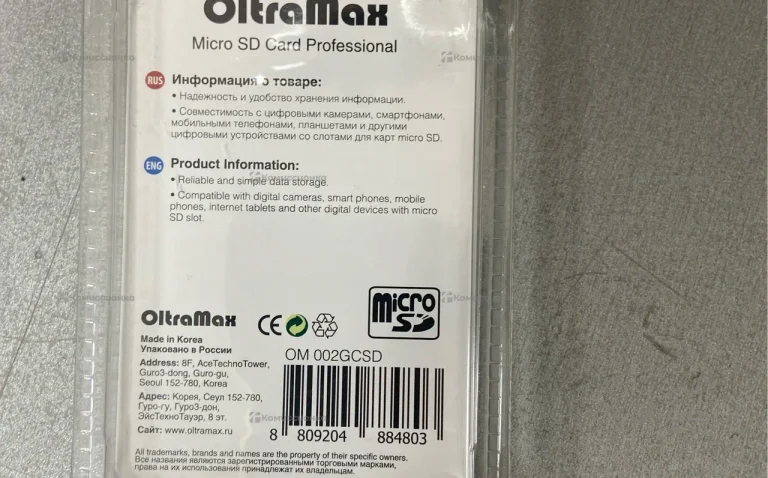 OltraMax
Micro SD Card Professional
RUS Информация о товаре:
• Надежность и удобство хранения информации.
• Совместимость с цифровыми камерами, смартфонами,
мобильными телефонами, планшетами и другими
цифровыми устройствами со слотами для карт micro SD.
ENG Product Information:
• Reliable and simple data storage.
• Compatible with digital cameras, smart phones, mobile
phones, internet tablets and other digital devices with micro
SD slot.
OltraMax CE
micro
SD
Made in Korea
Упаковано в России
OM 002GCSD
Address: 8F, AceTechnoTower,
Guro3-dong, Guro-gu,
Seoul 152-780, Korea
Адрес: Корея, Сеул 152-780,
Гуро-гу, Гуро3-дон,
ЭйсТехноТауэр, 8 эт.
Сайт: www.oltramax.ru
8 809204 884803
All trademarks, brands and names are the property of their specific owners.
Все названия являются зарегистрированными торговыми марками,
права на их использования принадлежат их владельцам.